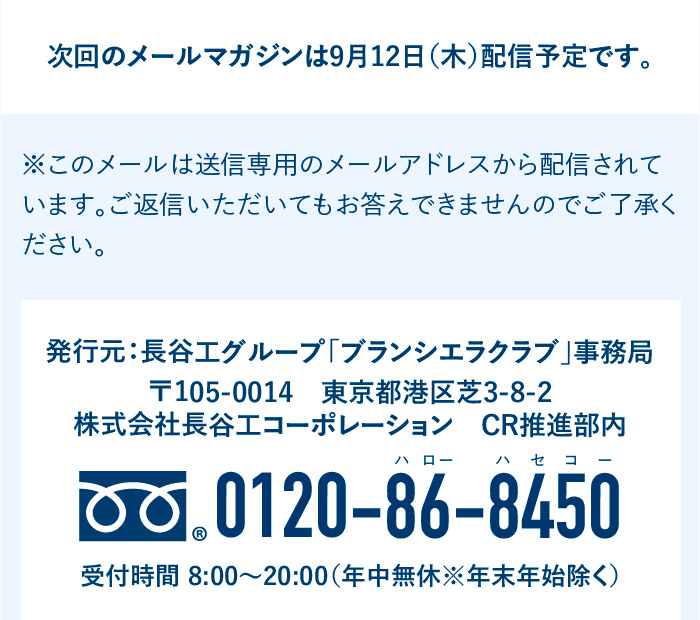 次回のメールマガジンは9月12日（木）配信予定です。
※このメールは送信専用のメールアドレスから配信されて
います。ご返信いただいてもお答えできませんのでご了承く
ださい。
発行元：長谷工グループ「ブランシエラクラブ」事務局
〒105-0014　東京都港区芝3-8-2
株式会社長谷工コーポレーション　CR推進部内
ハ ロー　ハ セ コ ー
® 0120-86-8450
受付時間 8:00～20:00（年中無休※年末年始除く）